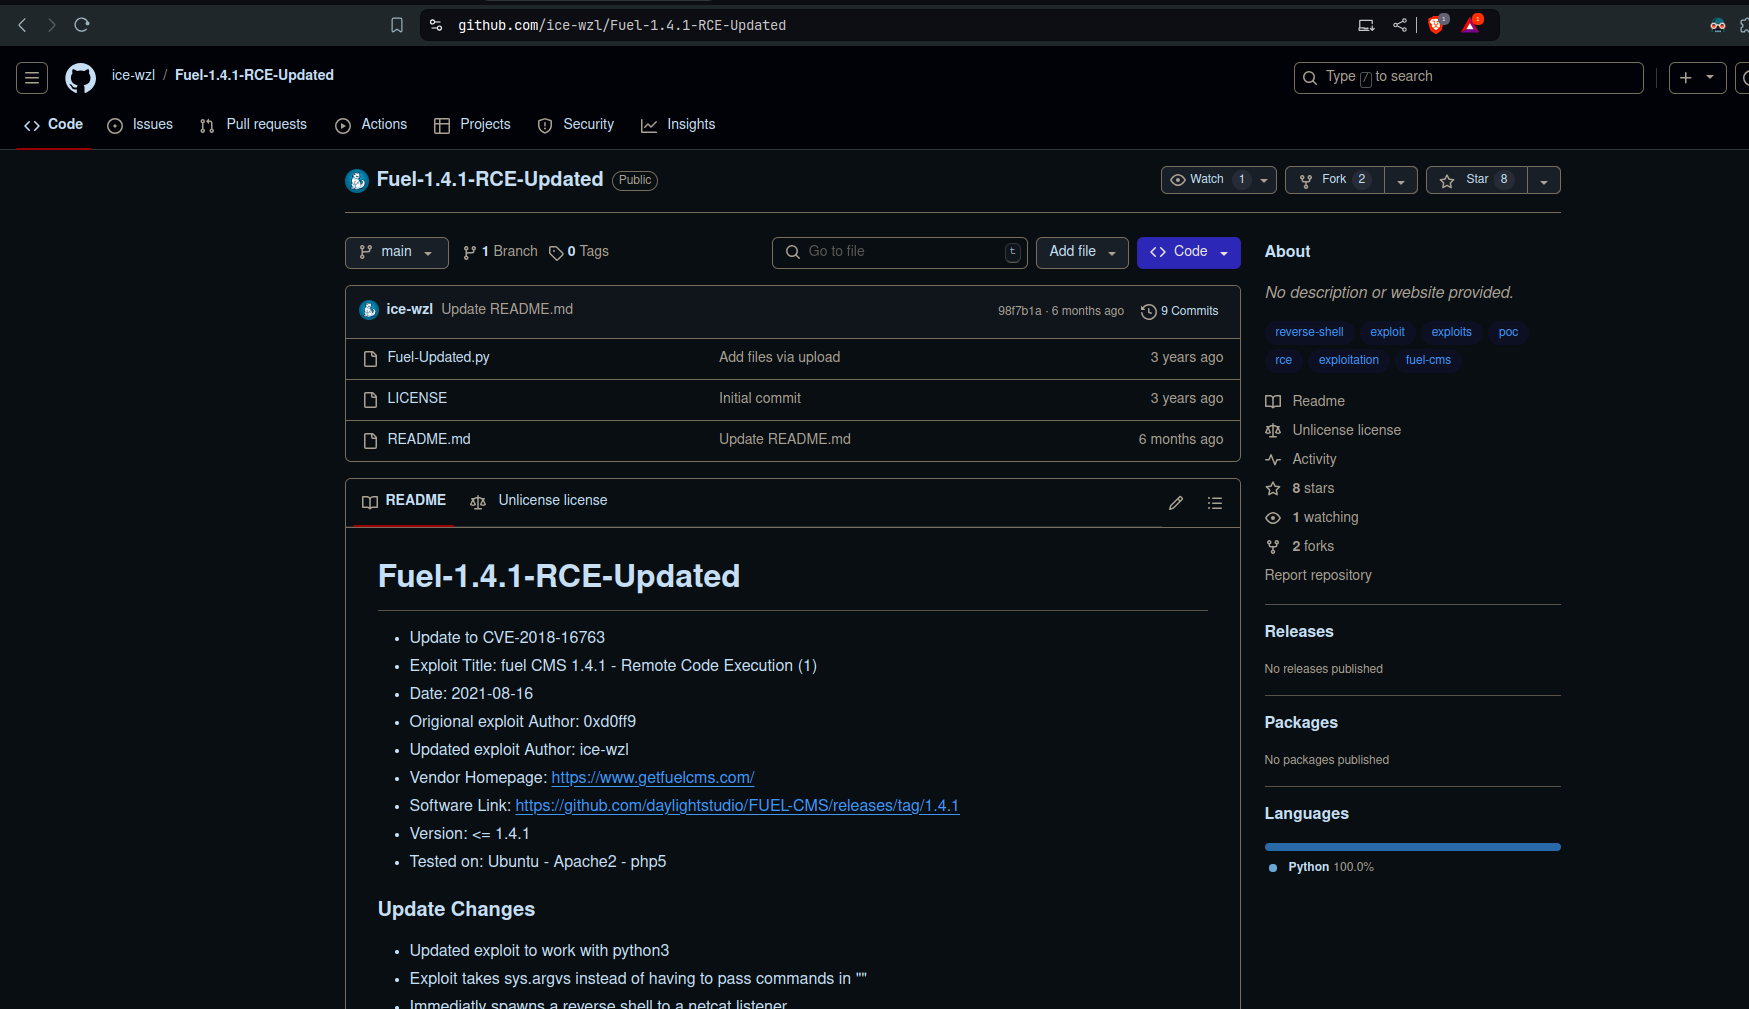 github.com/ice-wzl/Fuel-1.4.1-RCE-Updated
1
1
ice-wzl / Fuel-1.4.1-RCE-Updated
Type / to search
Code Issues Pull requests Actions Projects Security Insights
Fuel-1.4.1-RCE-Updated Public
Watch 1 Fork 2 Star 8
main 1 Branch 0 Tags Go to file t Add file Code
ice-wzl Update README.md 98f7b1a · 6 months ago 9 Commits
Fuel-Updated.py Add files via upload 3 years ago
LICENSE Initial commit 3 years ago
README.md Update README.md 6 months ago
README Unlicense license
Fuel-1.4.1-RCE-Updated
• Update to CVE-2018-16763
• Exploit Title: fuel CMS 1.4.1 - Remote Code Execution (1)
• Date: 2021-08-16
• Origional exploit Author: 0xd0ff9
• Updated exploit Author: ice-wzl
• Vendor Homepage: https://www.getfuelcms.com/
• Software Link: https://github.com/daylightstudio/FUEL-CMS/releases/tag/1.4.1
• Version: <= 1.4.1
• Tested on: Ubuntu - Apache2 - php5
Update Changes
• Updated exploit to work with python3
• Exploit takes sys.argvs instead of having to pass commands in ""
• Immediatly spawns a reverse shell to a netcat listener
About
No description or website provided.
reverse-shell exploit exploits poc
rce exploitation fuel-cms
Readme
Unlicense license
Activity
8 stars
1 watching
2 forks
Report repository
Releases
No releases published
Packages
No packages published
Languages
Python 100.0%